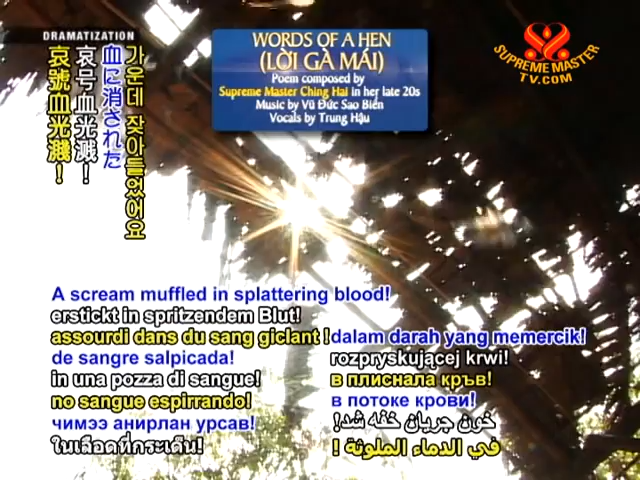 DRAMATIZATION
가운데 잦아들었어요
血に消された
哀号血光溅！
哀號血光濺！
WORDS OF A HEN
(LỜI GÀ MÁI)
Poem composed by
Supreme Master Ching Hai in her late 20s
Music by Vũ Đức Sao Biển
Vocals by Trung Hậu
SUPREME MASTER
TV.COM
A scream muffled in splattering blood!
erstickt in spritzendem Blut!
assourdi dans du sang giclant !
de sangre salpicada!
in una pozza di sangue!
no sangue espirrando!
чимээ анирлан урсав!
ในเลือดที่กระเด็น!
dalam darah yang memercik!
rozpryskującej krwi!
в плиснала кръв!
в потоке крови!
خون جریان خفه شد!
في الدماء الملوثة !